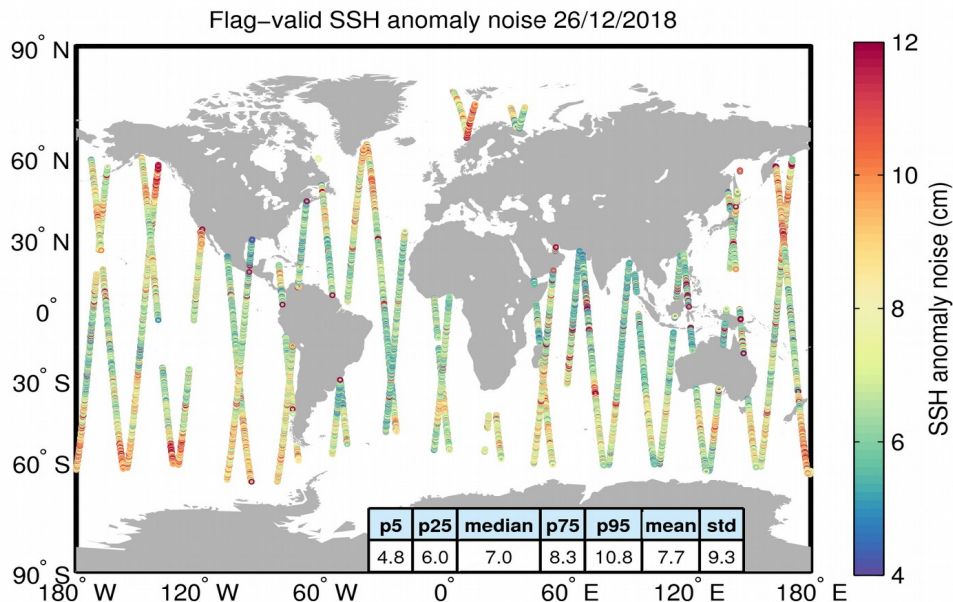 Flag−valid SSH anomaly noise 26/12/2018
90° N
60° N
30° N
0°
30° S
60° S
90° S
180° W
120° W
60° W
0°
60° E
120° E
180° E
p5 p25 median p75 p95 mean std
4.8 6.0 7.0 8.3 10.8 7.7 9.3
12
10
8
6
4
SSH anomaly noise (cm)